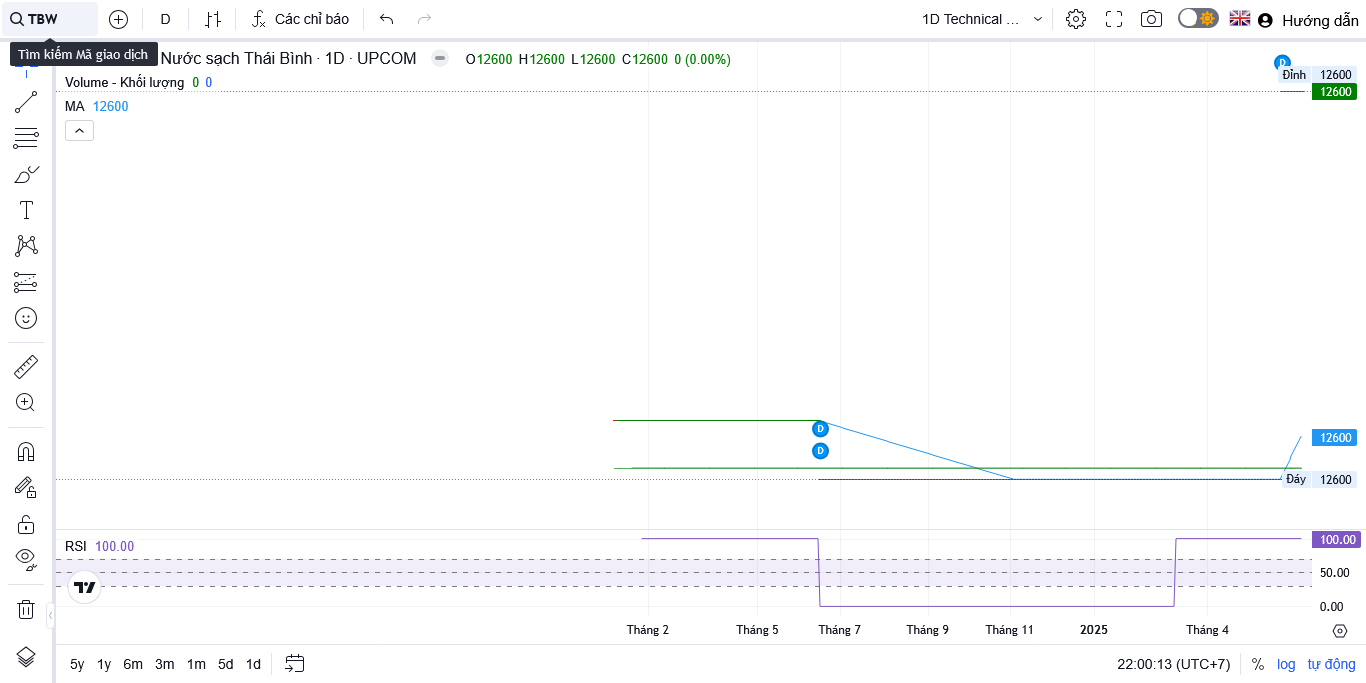 TBW D Các chỉ báo 1D Technical ... Hướng dẫn
Tìm kiếm Mã giao dịch
Nước sạch Thái Bình · 1D · UPCOM O12600 H12600 L12600 C12600 0 (0.00%)
D
Đỉnh 12600
Volume - Khối lượng 0 0
12600
MA 12600
D
12600
D
Đáy 12600
RSI 100.00
100.00
50.00
0.00
Tháng 2 Tháng 5 Tháng 7 Tháng 9 Tháng 11 2025 Tháng 4
5y 1y 6m 3m 1m 5d 1d 22:00:13 (UTC+7) % log tự động